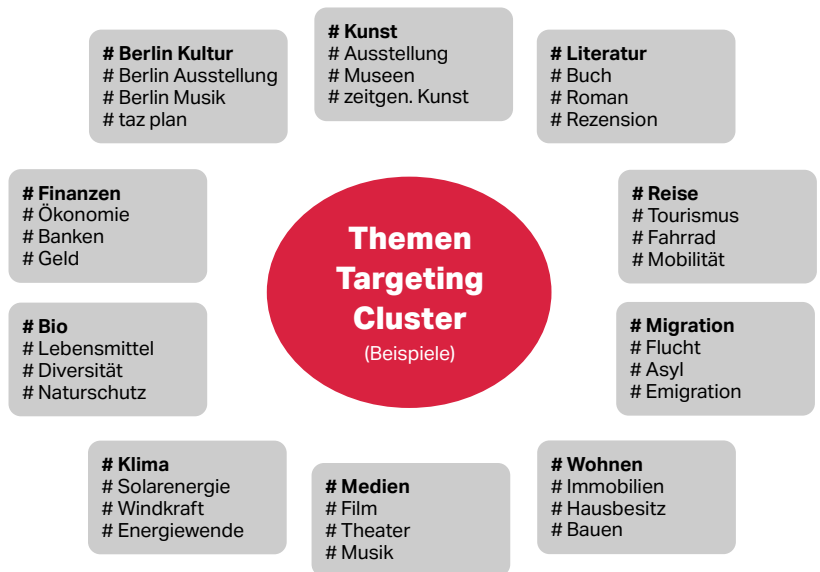 # Berlin Kultur
# Berlin Ausstellung
# Berlin Musik
# taz plan
# Kunst
# Ausstellung
# Museen
# zeitgen. Kunst
# Literatur
# Buch
# Roman
# Rezension
# Finanzen
# Ökonomie
# Banken
# Geld
Themen
Targeting
Cluster
(Beispiele)
# Reise
# Tourismus
# Fahrrad
# Mobilität
# Bio
# Lebensmittel
# Diversität
# Naturschutz
# Migration
# Flucht
# Asyl
# Emigration
# Klima
# Solarenergie
# Windkraft
# Energiewende
# Medien
# Film
# Theater
# Musik
# Wohnen
# Immobilien
# Hausbesitz
# Bauen